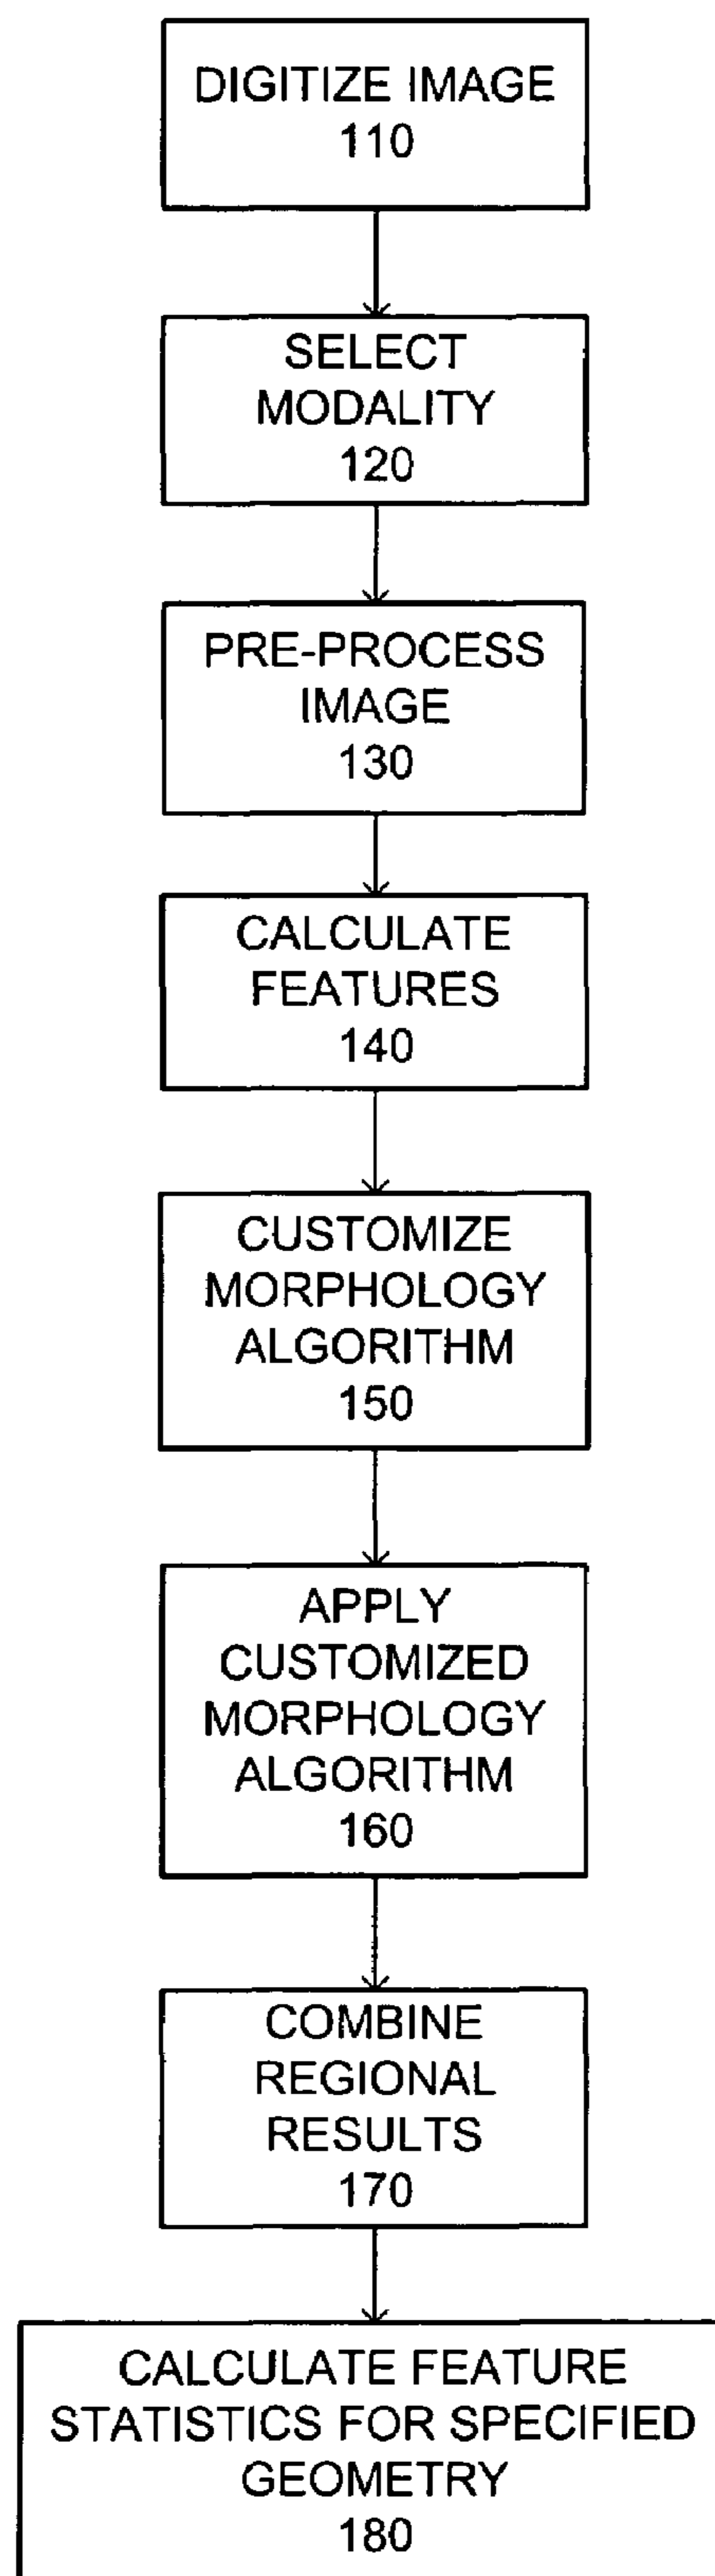 DIGITIZE IMAGE
110
SELECT
MODALITY
120
PRE-PROCESS
IMAGE
130
CALCULATE
FEATURES
140
CUSTOMIZE
MORPHOLOGY
ALGORITHM
150
APPLY
CUSTOMIZED
MORPHOLOGY
ALGORITHM
160
COMBINE
REGIONAL
RESULTS
170
CALCULATE FEATURE
STATISTICS FOR SPECIFIED
GEOMETRY
180